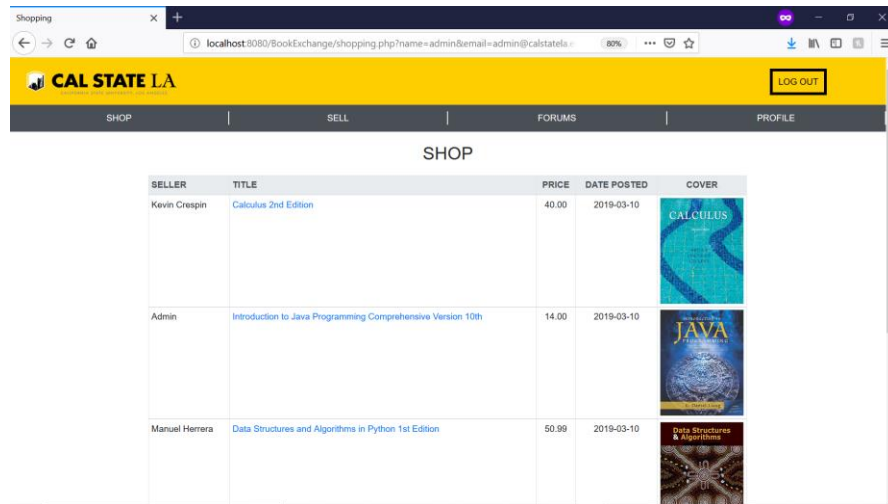 Shopping
localhost:8080/BookExchange/shopping.php?name=admin&email=admin@calstatela.e
80%
CAL STATE LA
LOG OUT
SHOP
SELL
FORUMS
PROFILE
SHOP
SELLER TITLE PRICE DATE POSTED COVER
Kevin Crespin Calculus 2nd Edition 40.00 2019-03-10
CALCULUS
Admin Introduction to Java Programming Comprehensive Version 10th 14.00 2019-03-10
JAVA
PROGRAMMING
Manuel Herrera Data Structures and Algorithms in Python 1st Edition 50.99 2019-03-10
Data Structures
& Algorithms